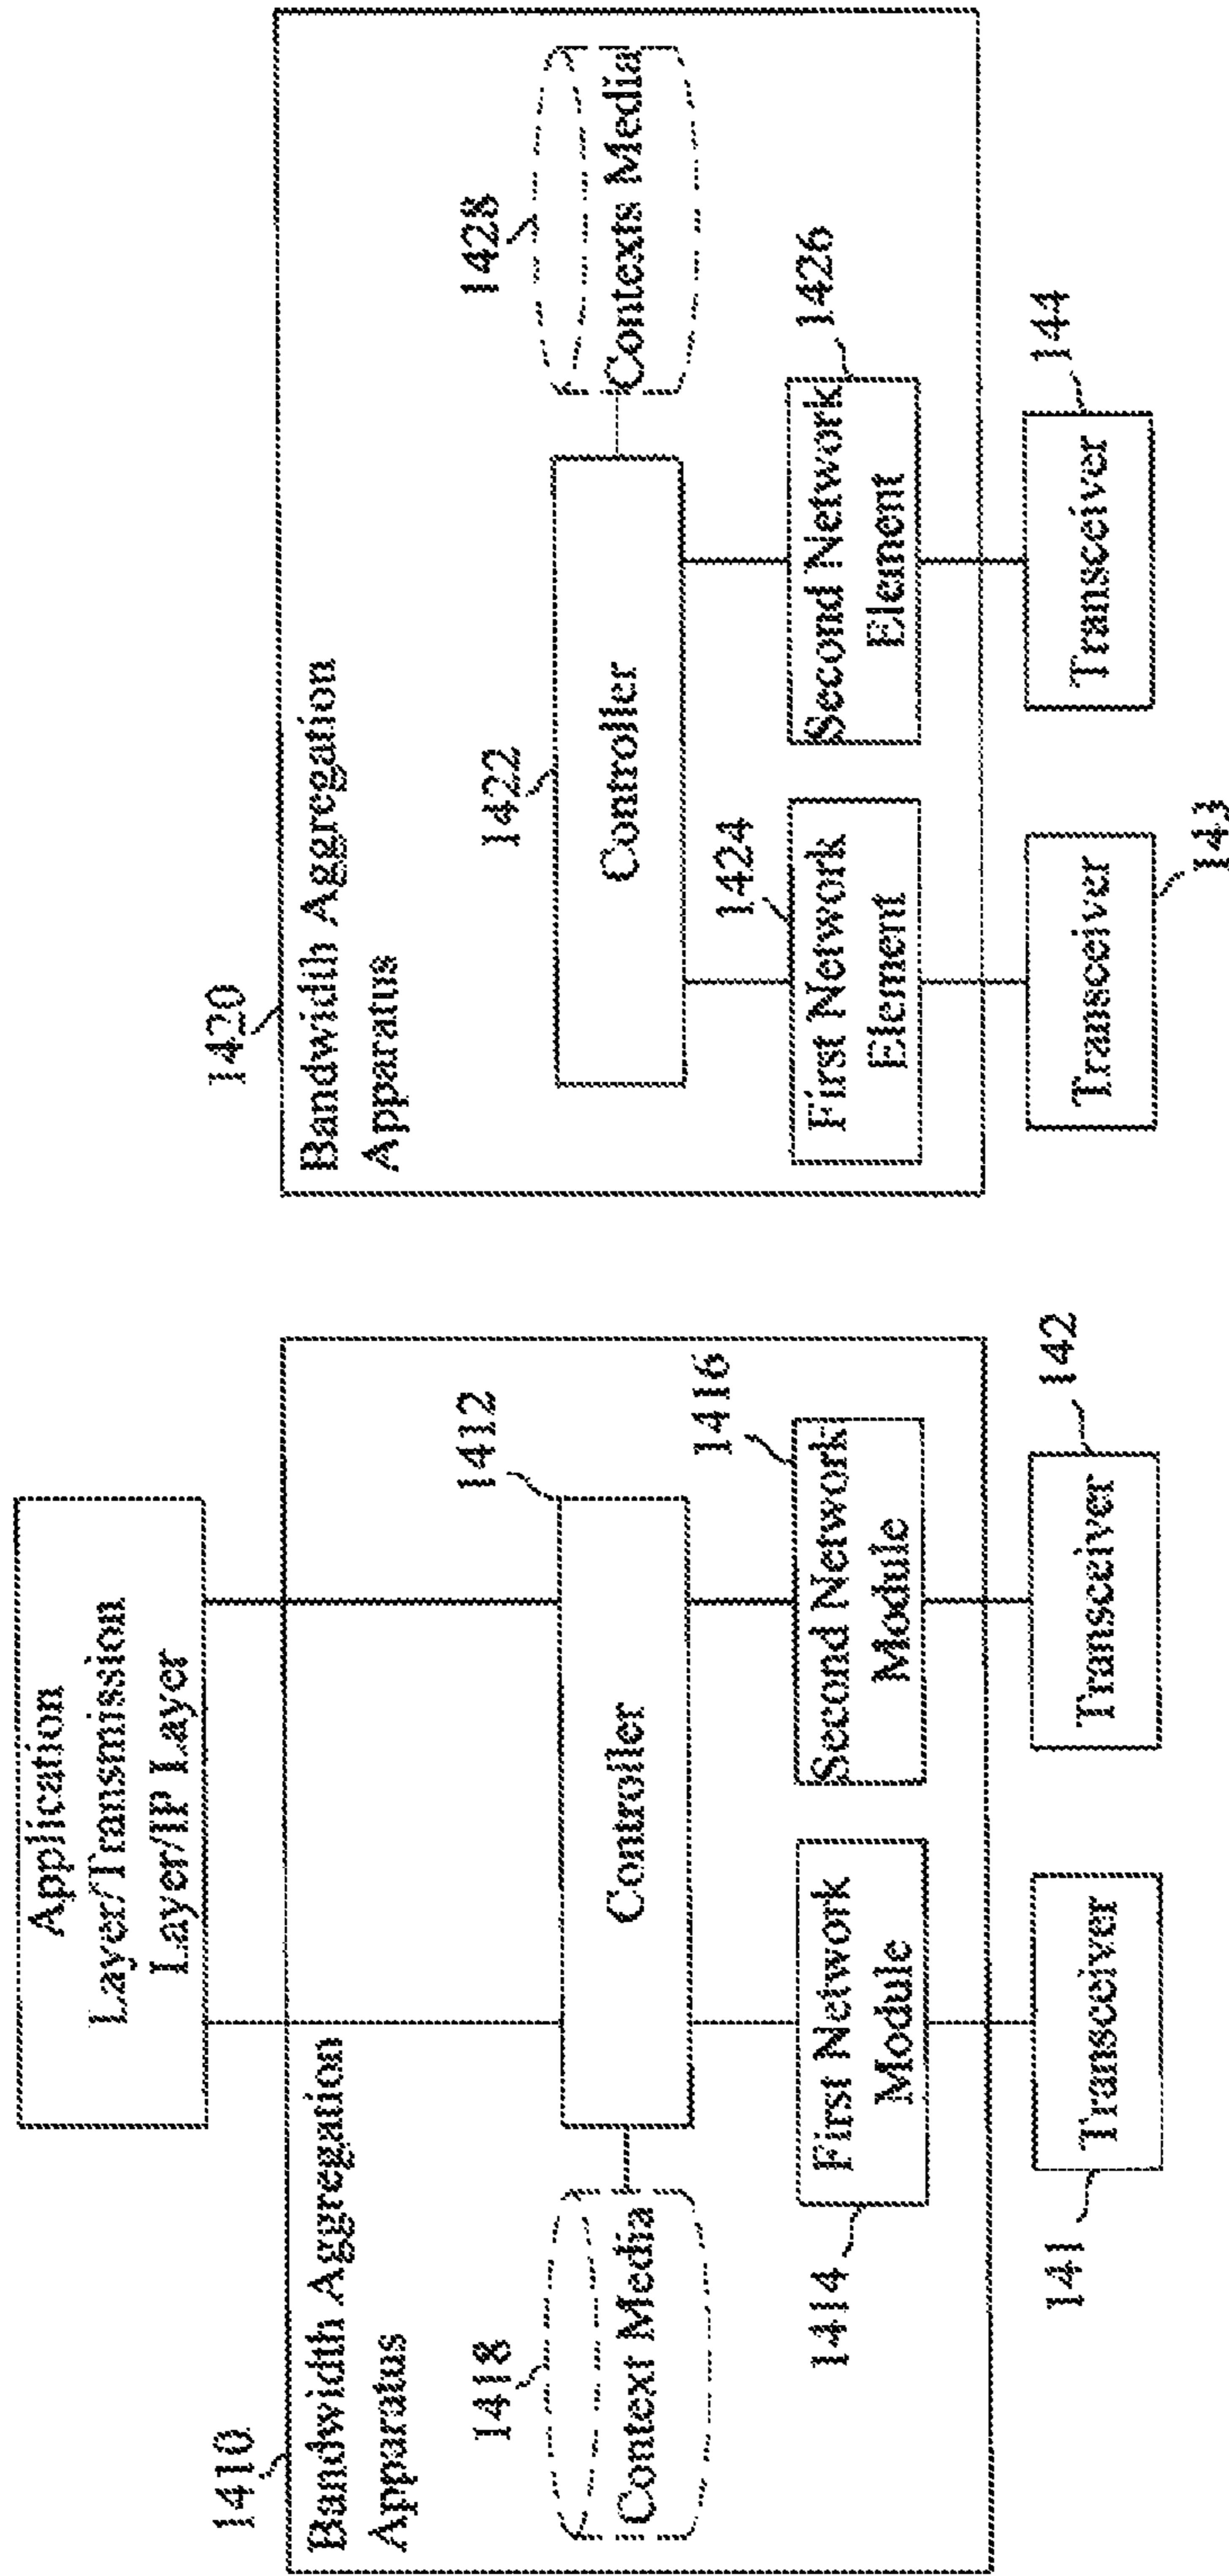 Application
Layer/Transmission
Layer/IP Layer
1410
Bandwidth Aggregation
Apparatus
1412
1418
Context Media
Controller
1416
First Network
Module
Second Network
Module
1414
142
Transceiver
Transceiver
141
1420
Bandwidth Aggregation
Apparatus
1428
1422
Controller
Contexts Media
1424
1426
First Network
Element
Second Network
Element
144
Transceiver
Transceiver
143